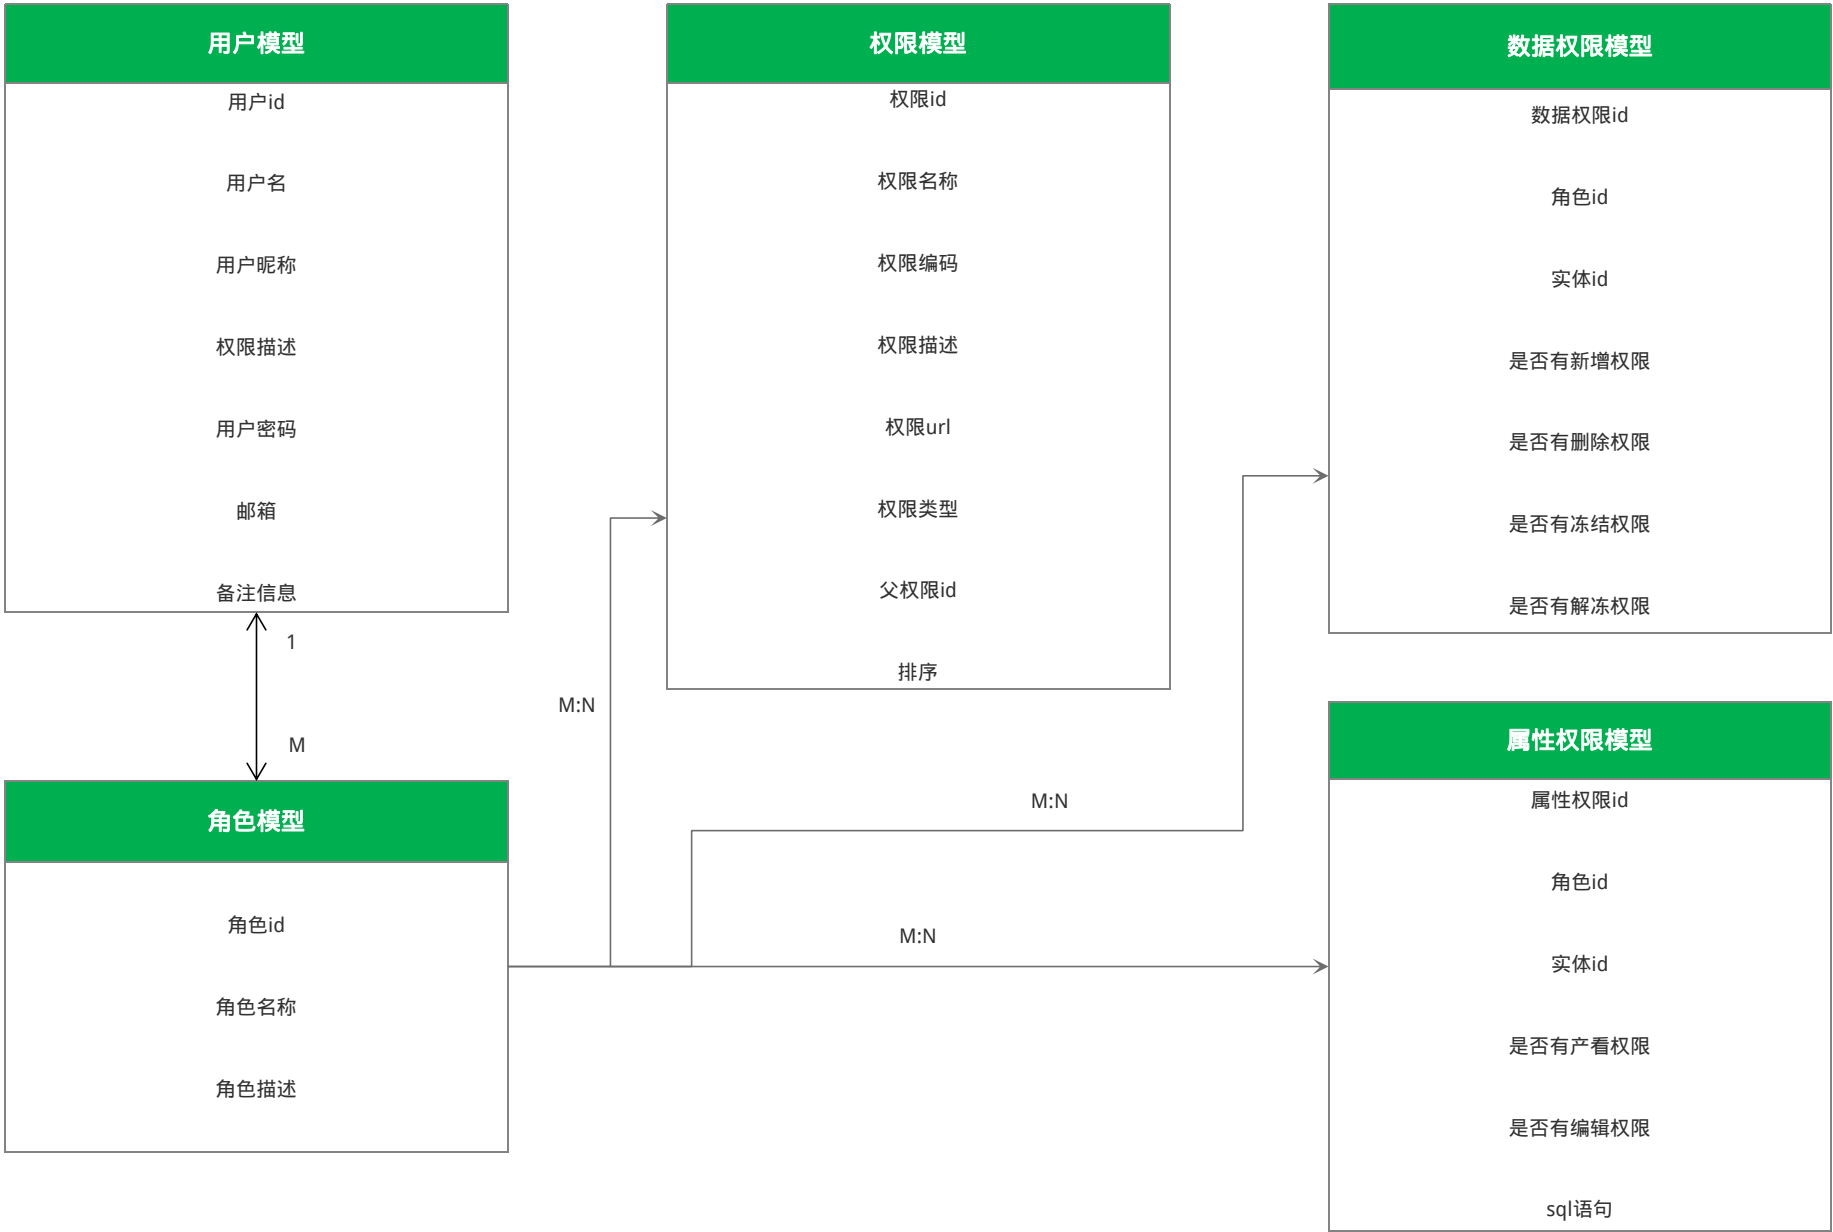 用户模型
用户id
用户名
用户昵称
权限描述
用户密码
邮箱
备注信息
1
M
角色模型
角色id
角色名称
角色描述
M:N
权限模型
权限id
权限名称
权限编码
权限描述
权限url
权限类型
父权限id
排序
M:N
M:N
数据权限模型
数据权限id
角色id
实体id
是否有新增权限
是否有删除权限
是否有冻结权限
是否有解冻权限
属性权限模型
属性权限id
角色id
实体id
是否有产看权限
是否有编辑权限
sql语句